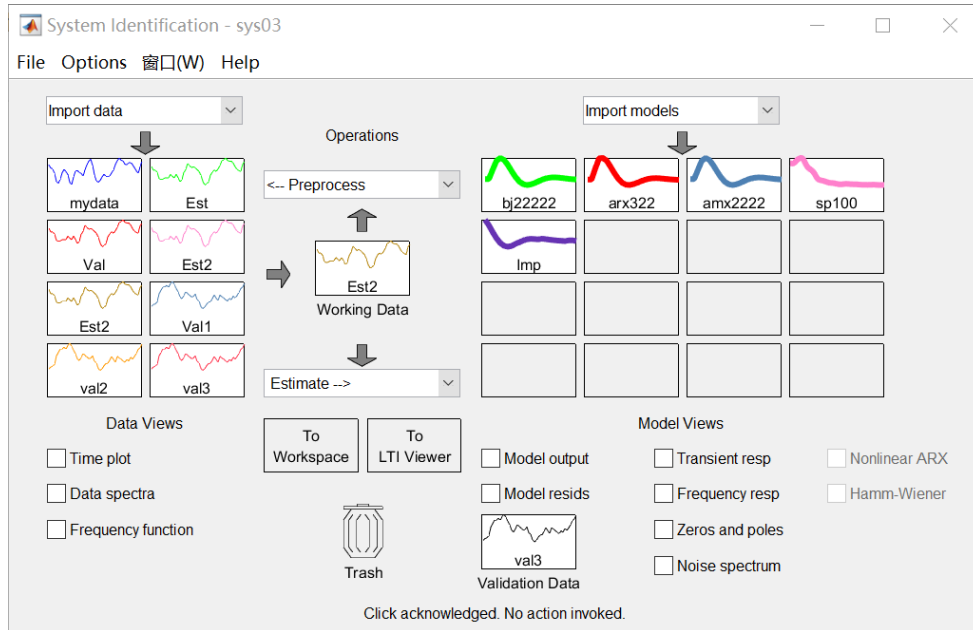 System Identification - sys03
File Options 窗口(W) Help
Import data
Import models
Operations
mydata
Est
<-- Preprocess
bj22222
arx322
amx2222
sp100
Val
Est2
Imp
Est2
Working Data
Est2
Val1
Estimate -->
val2
val3
Data Views
Model Views
To
Workspace
To
LTI Viewer
Time plot
Model output
Transient resp
Nonlinear ARX
Data spectra
Model resids
Frequency resp
Hamm-Wiener
Frequency function
Zeros and poles
val3
Trash
Noise spectrum
Validation Data
Click acknowledged. No action invoked.